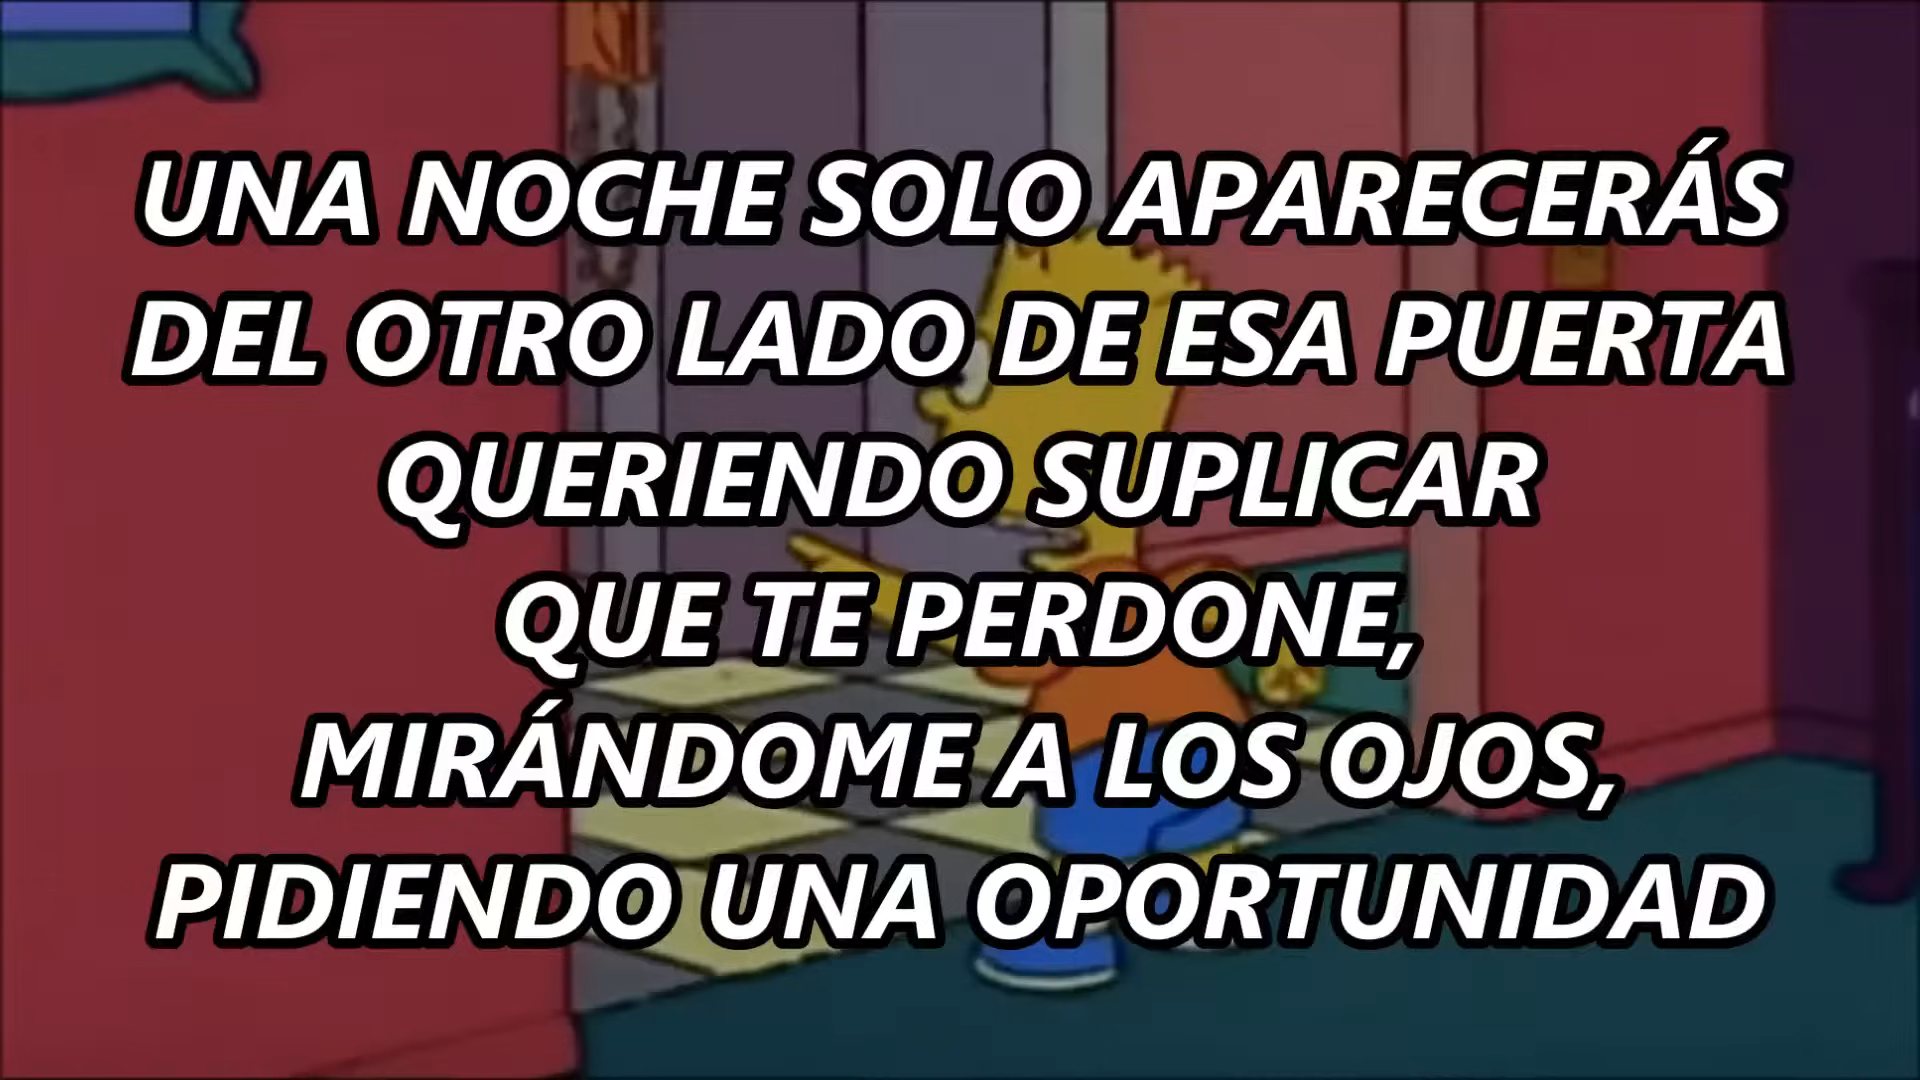 UNA NOCHE SOLO APARECERÁS
DEL OTRO LADO DE ESA PUERTA
QUERIENDO SUPLICAR
QUE TE PERDONE,
MIRÁNDOME A LOS OJOS,
PIDIENDO UNA OPORTUNIDAD